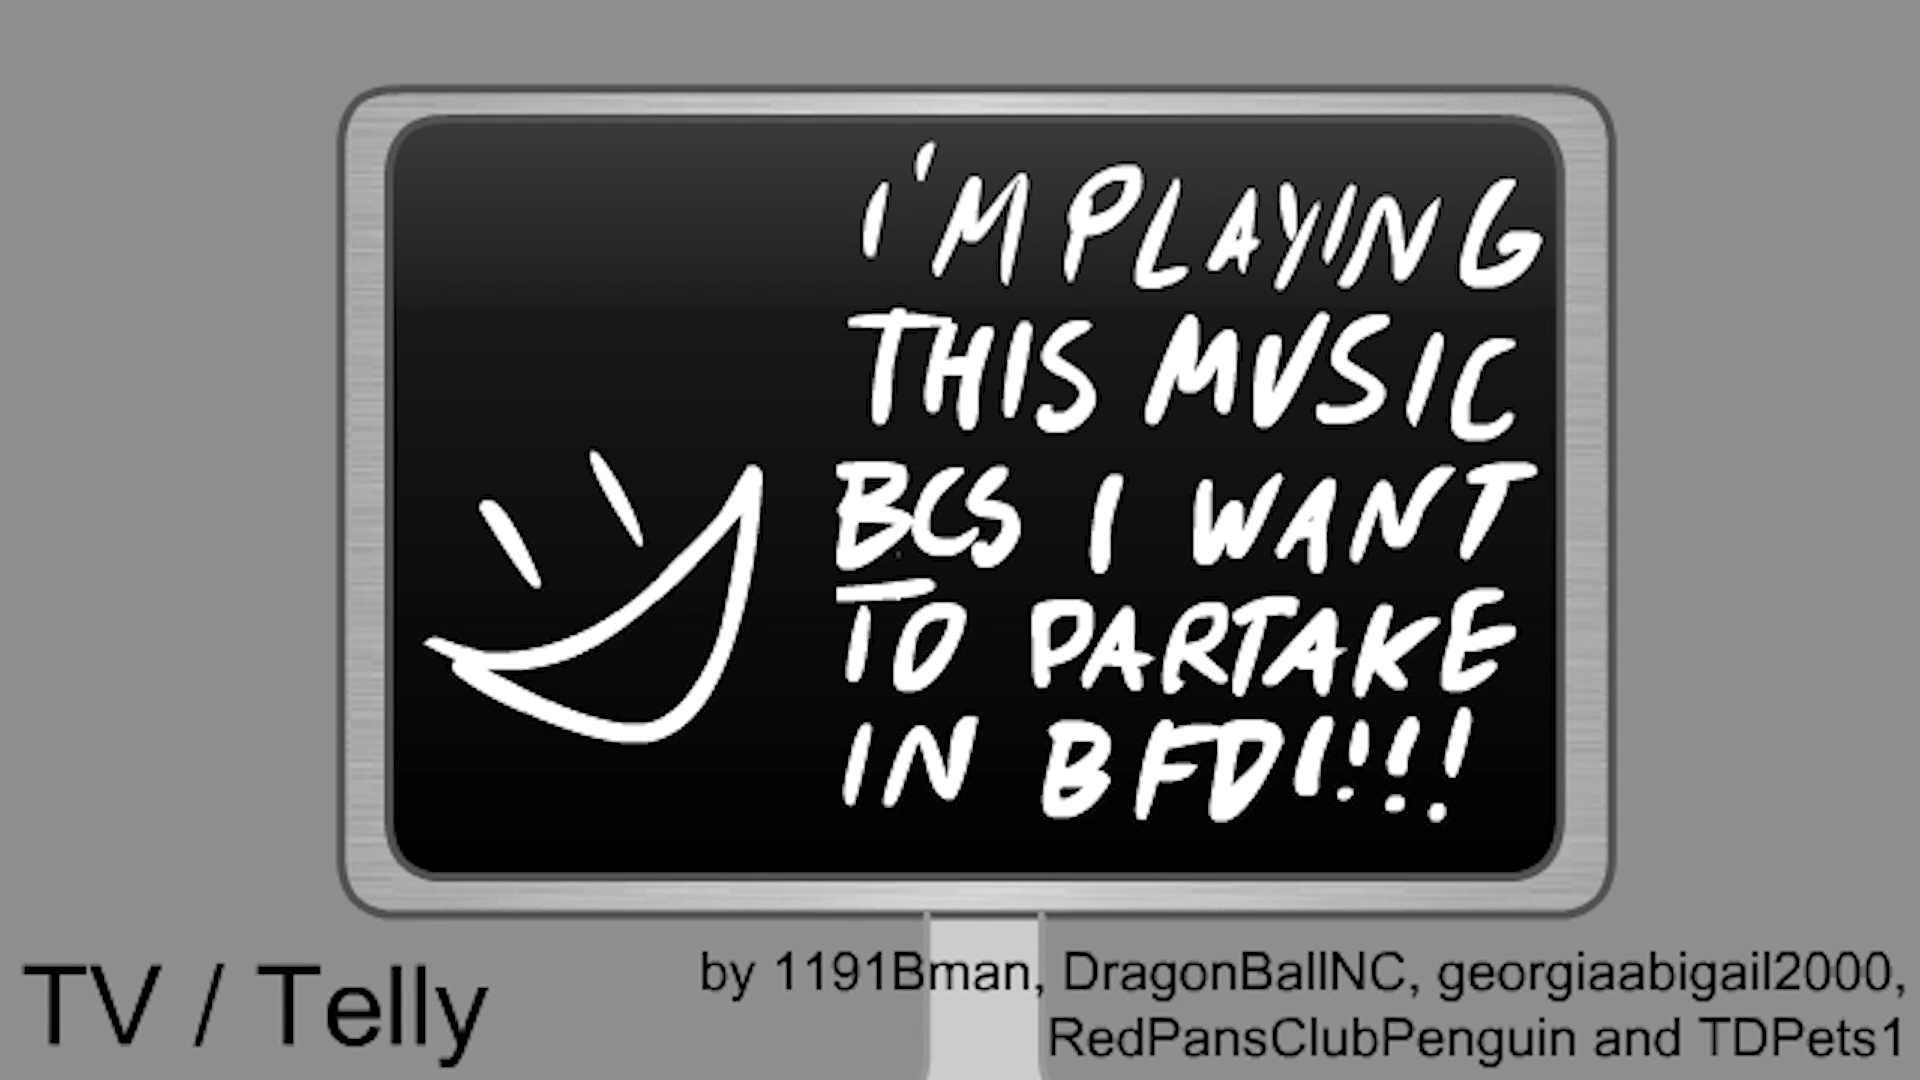 I'M PLAYING
THIS MUSIC
BCS I WANT
TO PARTAKE
IN BFDI!!!
TV / Telly
by 1191Bman, DragonBallNC, georgiaabigail2000,
RedPansClubPenguin and TDPets1